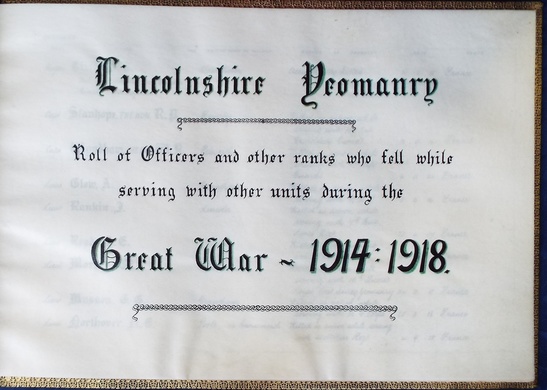 Lincolnshire Yeomanry
Roll of Officers and other ranks who fell while
serving with other units during the
Great War ~ 1914:1918.